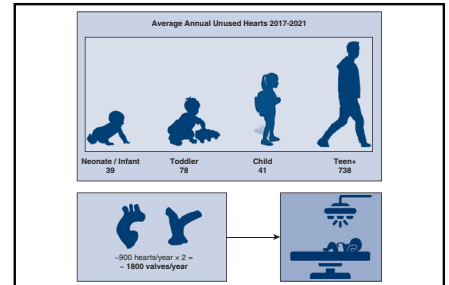 Average Annual Unused Hearts 2017-2021
Neonate / Infant
39
Toddler
78
Child
41
Teen+
738
~900 hearts/year × 2 =
~ 1800 valves/year